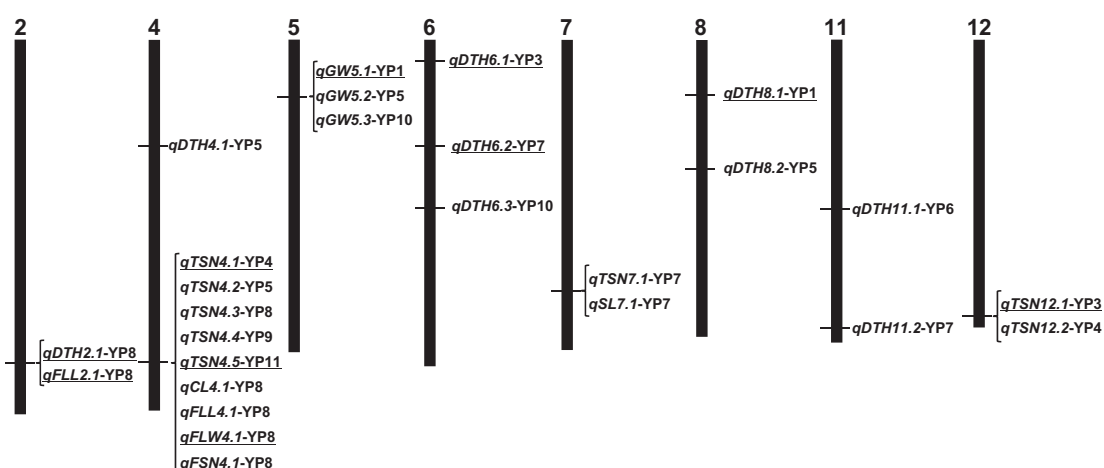 2
4
5
6
7
8
11
12
qDTH2.1-YP8
qFLL2.1-YP8
qDTH4.1-YP5
qTSN4.1-YP4
qTSN4.2-YP5
qTSN4.3-YP8
qTSN4.4-YP9
qTSN4.5-YP11
qCL4.1-YP8
qFLL4.1-YP8
qFLW4.1-YP8
qFSN4.1-YP8
qGW5.1-YP1
qGW5.2-YP5
qGW5.3-YP10
qDTH6.1-YP3
qDTH6.2-YP7
qDTH6.3-YP10
qTSN7.1-YP7
qSL7.1-YP7
qDTH8.1-YP1
qDTH8.2-YP5
qDTH11.1-YP6
qDTH11.2-YP7
qTSN12.1-YP3
qTSN12.2-YP4